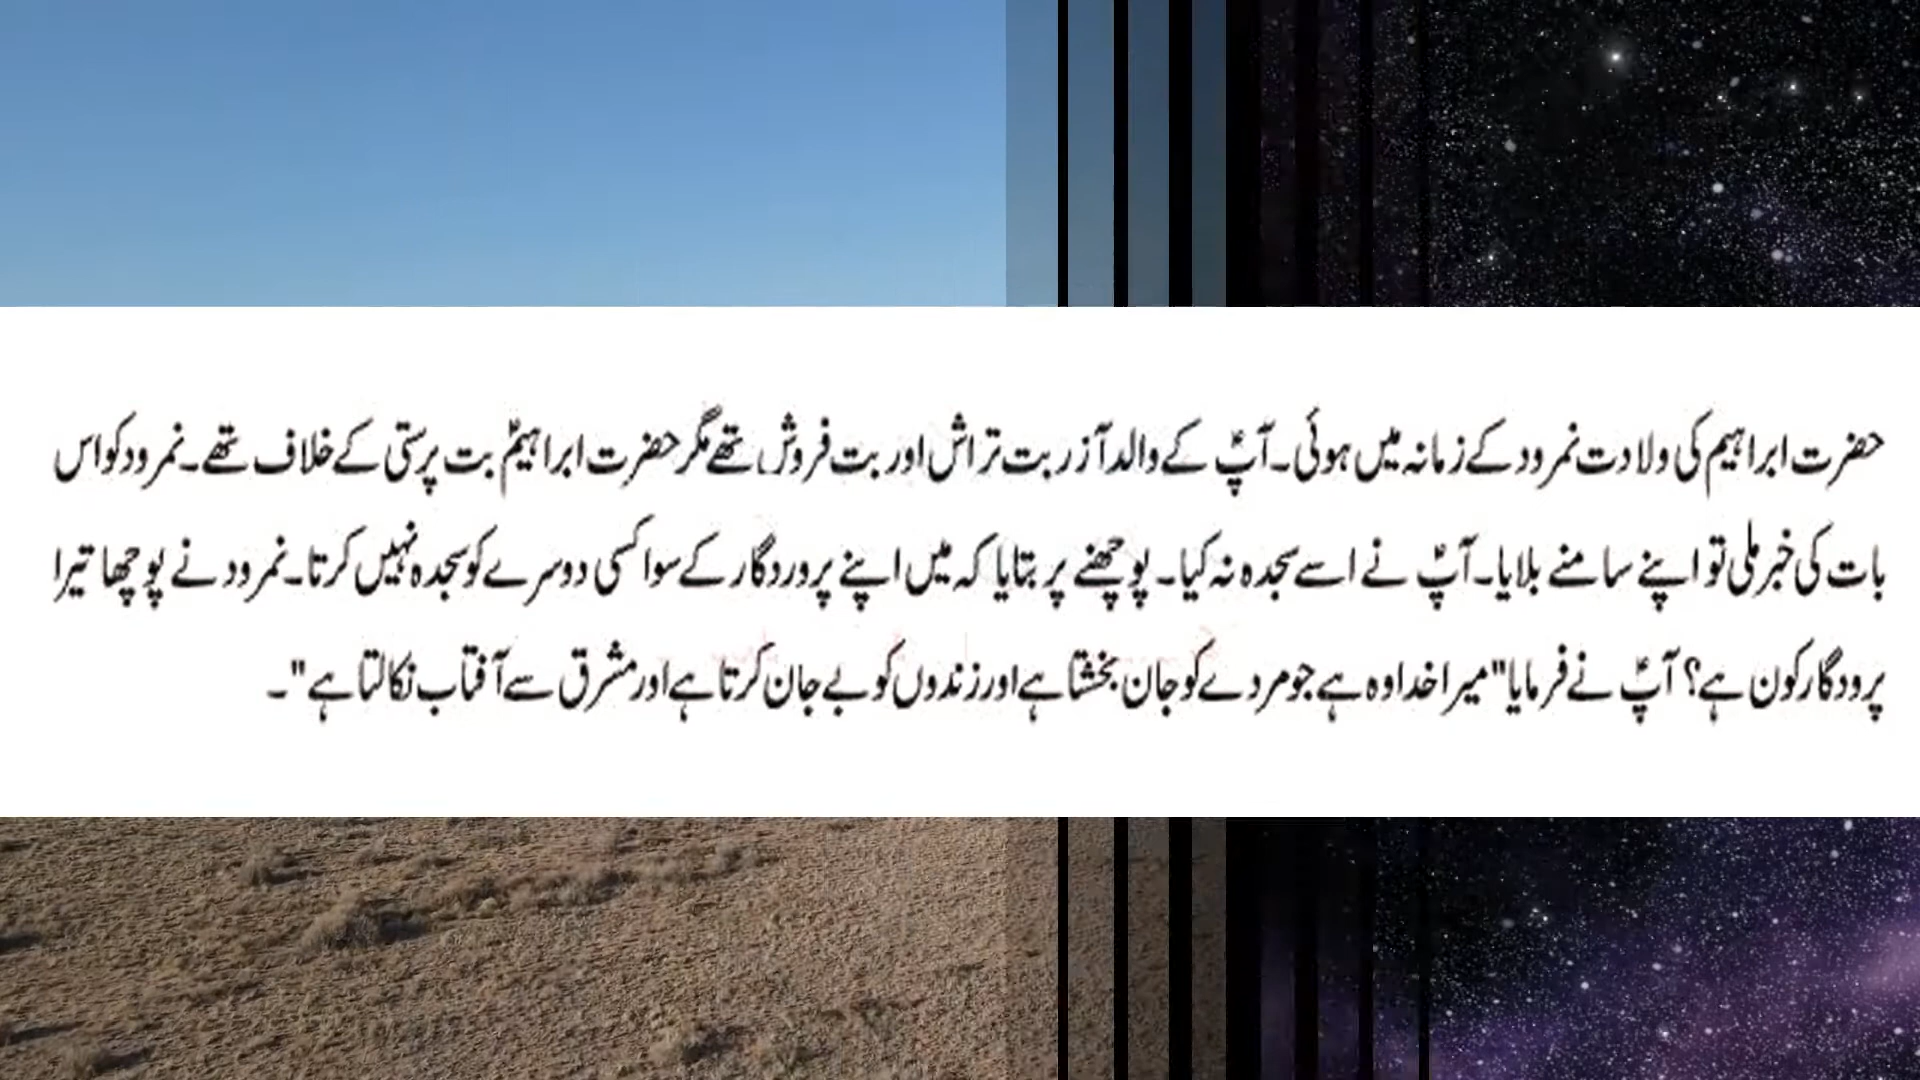 حضرت ابراہیم کی ولادت نمرود کے زمانہ میں ہوئی۔ آپؑ کے والد آزر بت تراش اور بت فروش تھے مگر حضرت ابراہیمؑ بت پرستی کے خلاف تھے۔ نمرود کو اس
بات کی خبر ملی تو اپنے سامنے بلایا۔ آپؑ نے اسے سجدہ نہ کیا۔ پوچھنے پر بتایا کہ میں اپنے پروردگار کے سوا کسی دوسرے کو سجدہ نہیں کرتا۔ نمرود نے پوچھا تیرا
پرودگار کون ہے؟ آپؑ نے فرمایا "میرا خدا وہ ہے جو مردے کو جان بخشتا ہے اور زندوں کو بے جان کرتا ہے اور مشرق سے آفتاب نکالتا ہے"۔